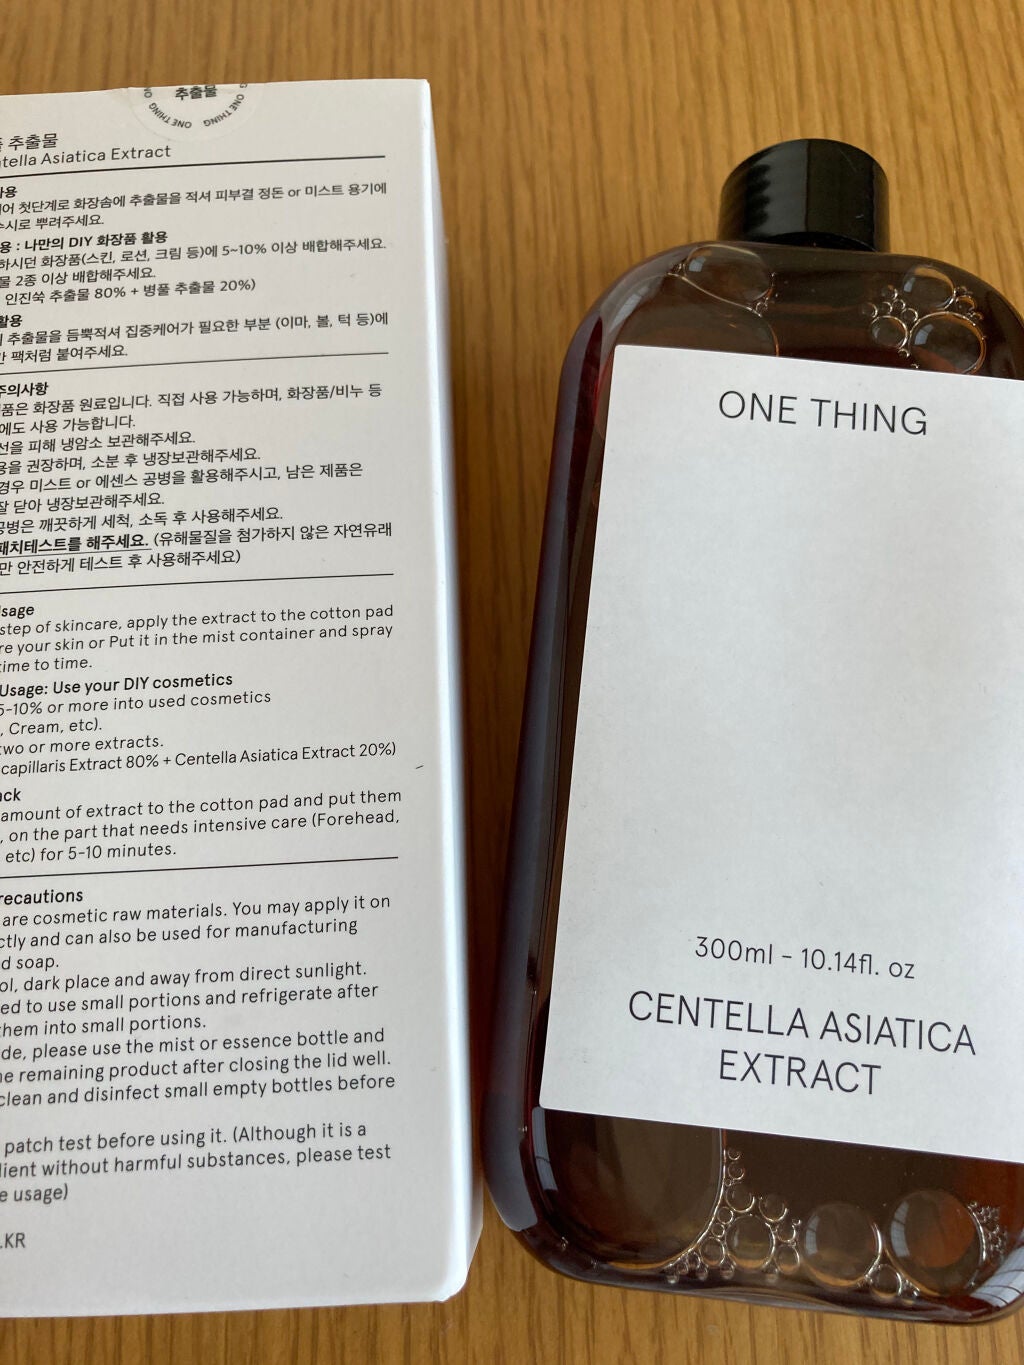 추출물
ONE THING
ONE THING
추출물
Centella Asiatica Extract
첫단계로 화장솜에 추출물을 적셔 피부결 정돈 or 미스트 용기에
수시로 뿌려주세요.
용 : 나만의 DIY 화장품 활용
하시던 화장품(스킨, 로션, 크림 등)에 5~10% 이상 배합해주세요.
물 2종 이상 배합해주세요.
인진쑥 추출물 80% + 병풀 추출물 20%)
활용
추출물을 듬뿍적셔 집중케어가 필요한 부분 (이마, 볼, 턱 등)에
팩처럼 붙여주세요.
주의사항
품은 화장품 원료입니다. 직접 사용 가능하며, 화장품/비누 등
에도 사용 가능합니다.
선을 피해 냉암소 보관해주세요.
용을 권장하며, 소분 후 냉장보관해주세요.
경우 미스트 or 에센스 공병을 활용해주시고, 남은 제품은
잘 닫아 냉장보관해주세요.
공병은 깨끗하게 세척, 소독 후 사용해주세요.
패치테스트를 해주세요. (유해물질을 첨가하지 않은 자연유래
만 안전하게 테스트 후 사용해주세요)
Usage
step of skincare, apply the extract to the cotton pad
re your skin or Put it in the mist container and spray
time to time.
Usage: Use your DIY cosmetics
5-10% or more into used cosmetics
, Cream, etc).
two or more extracts.
capillaris Extract 80% + Centella Asiatica Extract 20%)
ack
amount of extract to the cotton pad and put them
, on the part that needs intensive care (Forehead,
etc) for 5-10 minutes.
recautions
are cosmetic raw materials. You may apply it on
ctly and can also be used for manufacturing
d soap.
ol, dark place and away from direct sunlight.
ed to use small portions and refrigerate after
them into small portions.
de, please use the mist or essence bottle and
he remaining product after closing the lid well.
clean and disinfect small empty bottles before
patch test before using it. (Although it is a
dient without harmful substances, please test
e usage)
.KR
ONE THING
300ml - 10.14fl. oz
CENTELLA ASIATICA
EXTRACT